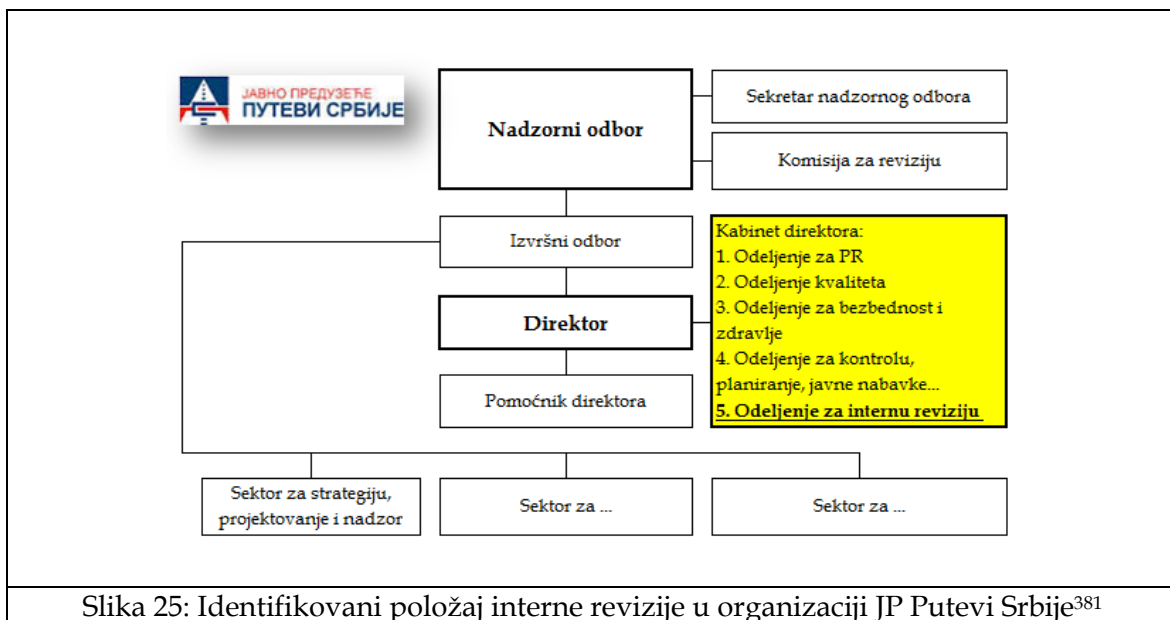 ЈАВНО ПРЕДУЗЕЋЕ
ПУТЕВИ СРБИЈЕ
Nadzorni odbor
Sekretar nadzornog odbora
Komisija za reviziju
Izvršni odbor
Kabinet direktora:
1. Odeljenje za PR
2. Odeljenje kvaliteta
3. Odeljenje za bezbednost i
zdravlje
4. Odeljenje za kontrolu,
planiranje, javne nabavke...
5. Odeljenje za internu reviziju
Direktor
Pomoćnik direktora
Sektor za strategiju,
projektovanje i nadzor
Sektor za ...
Sektor za ...
Slika 25: Identifikovani položaj interne revizije u organizaciji JP Putevi Srbije381